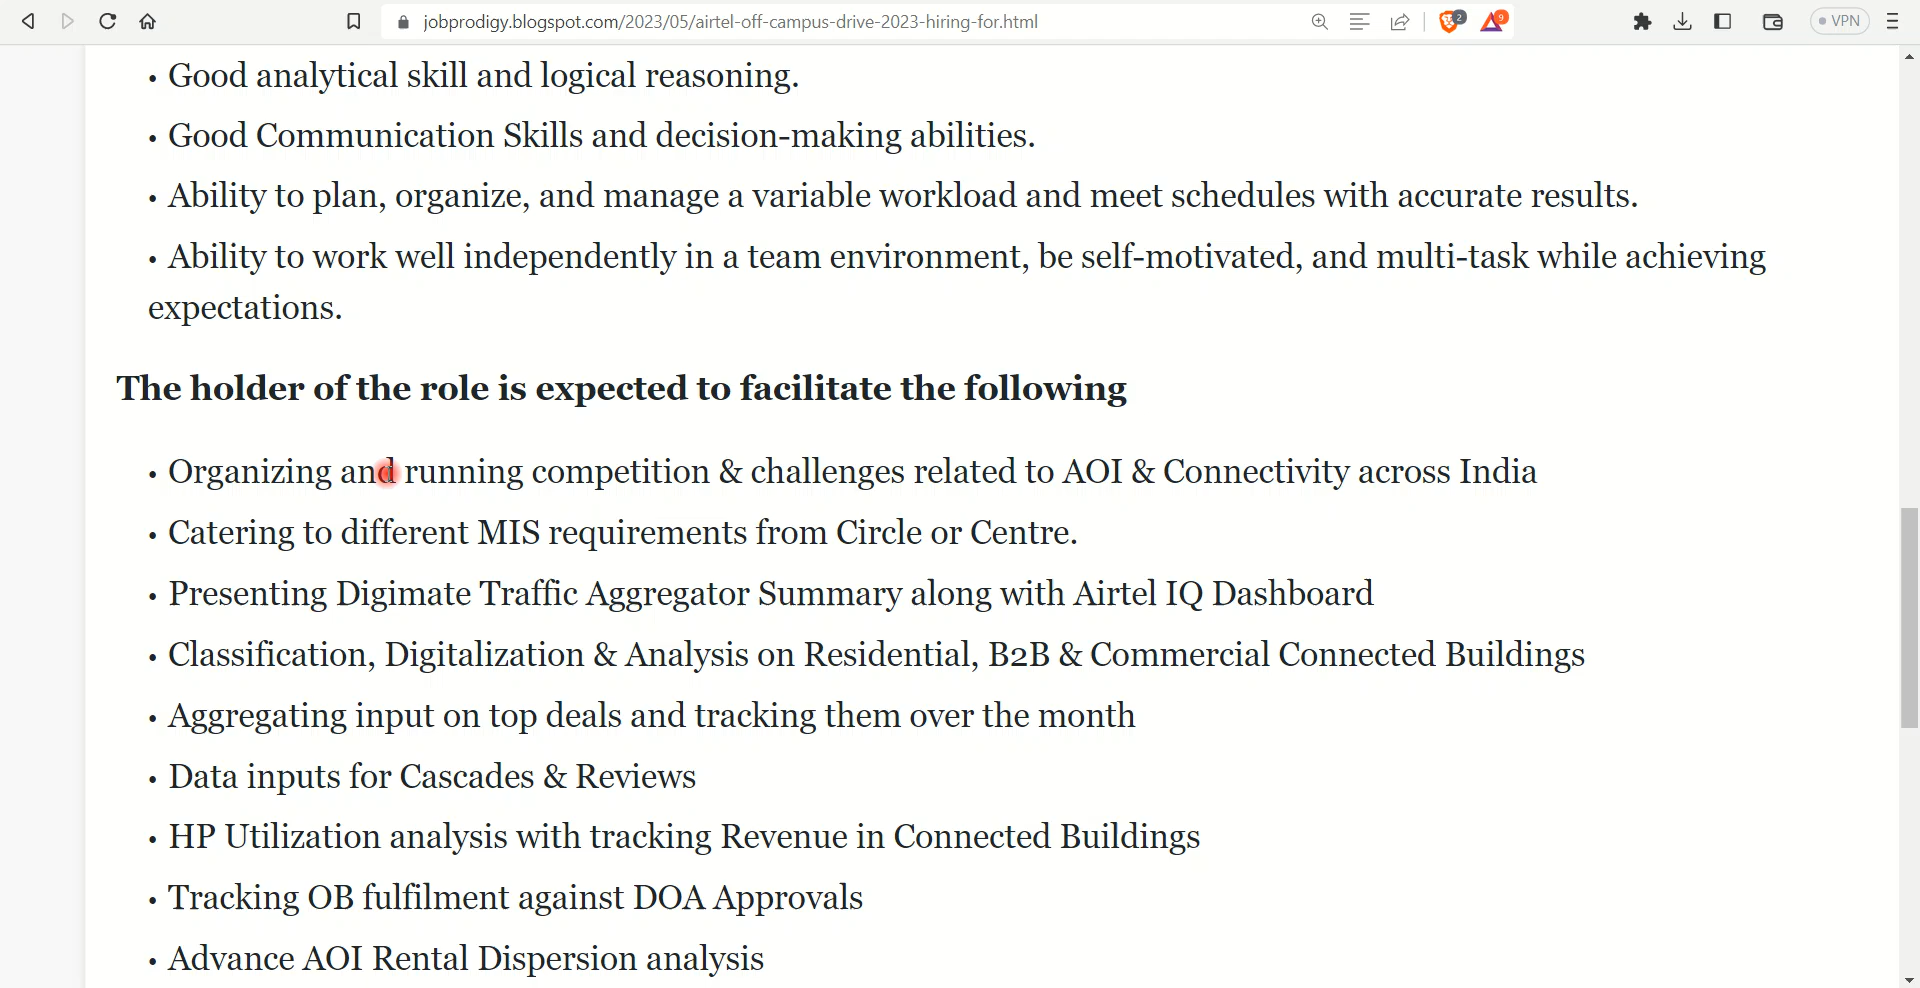 jobprodigy.blogspot.com/2023/05/airtel-off-campus-drive-2023-hiring-for.html
2
9
VPN
• Good analytical skill and logical reasoning.
• Good Communication Skills and decision-making abilities.
• Ability to plan, organize, and manage a variable workload and meet schedules with accurate results.
• Ability to work well independently in a team environment, be self-motivated, and multi-task while achieving
expectations.
The holder of the role is expected to facilitate the following
• Organizing and running competition & challenges related to AOI & Connectivity across India
• Catering to different MIS requirements from Circle or Centre.
• Presenting Digimate Traffic Aggregator Summary along with Airtel IQ Dashboard
• Classification, Digitalization & Analysis on Residential, B2B & Commercial Connected Buildings
• Aggregating input on top deals and tracking them over the month
• Data inputs for Cascades & Reviews
• HP Utilization analysis with tracking Revenue in Connected Buildings
• Tracking OB fulfilment against DOA Approvals
• Advance AOI Rental Dispersion analysis